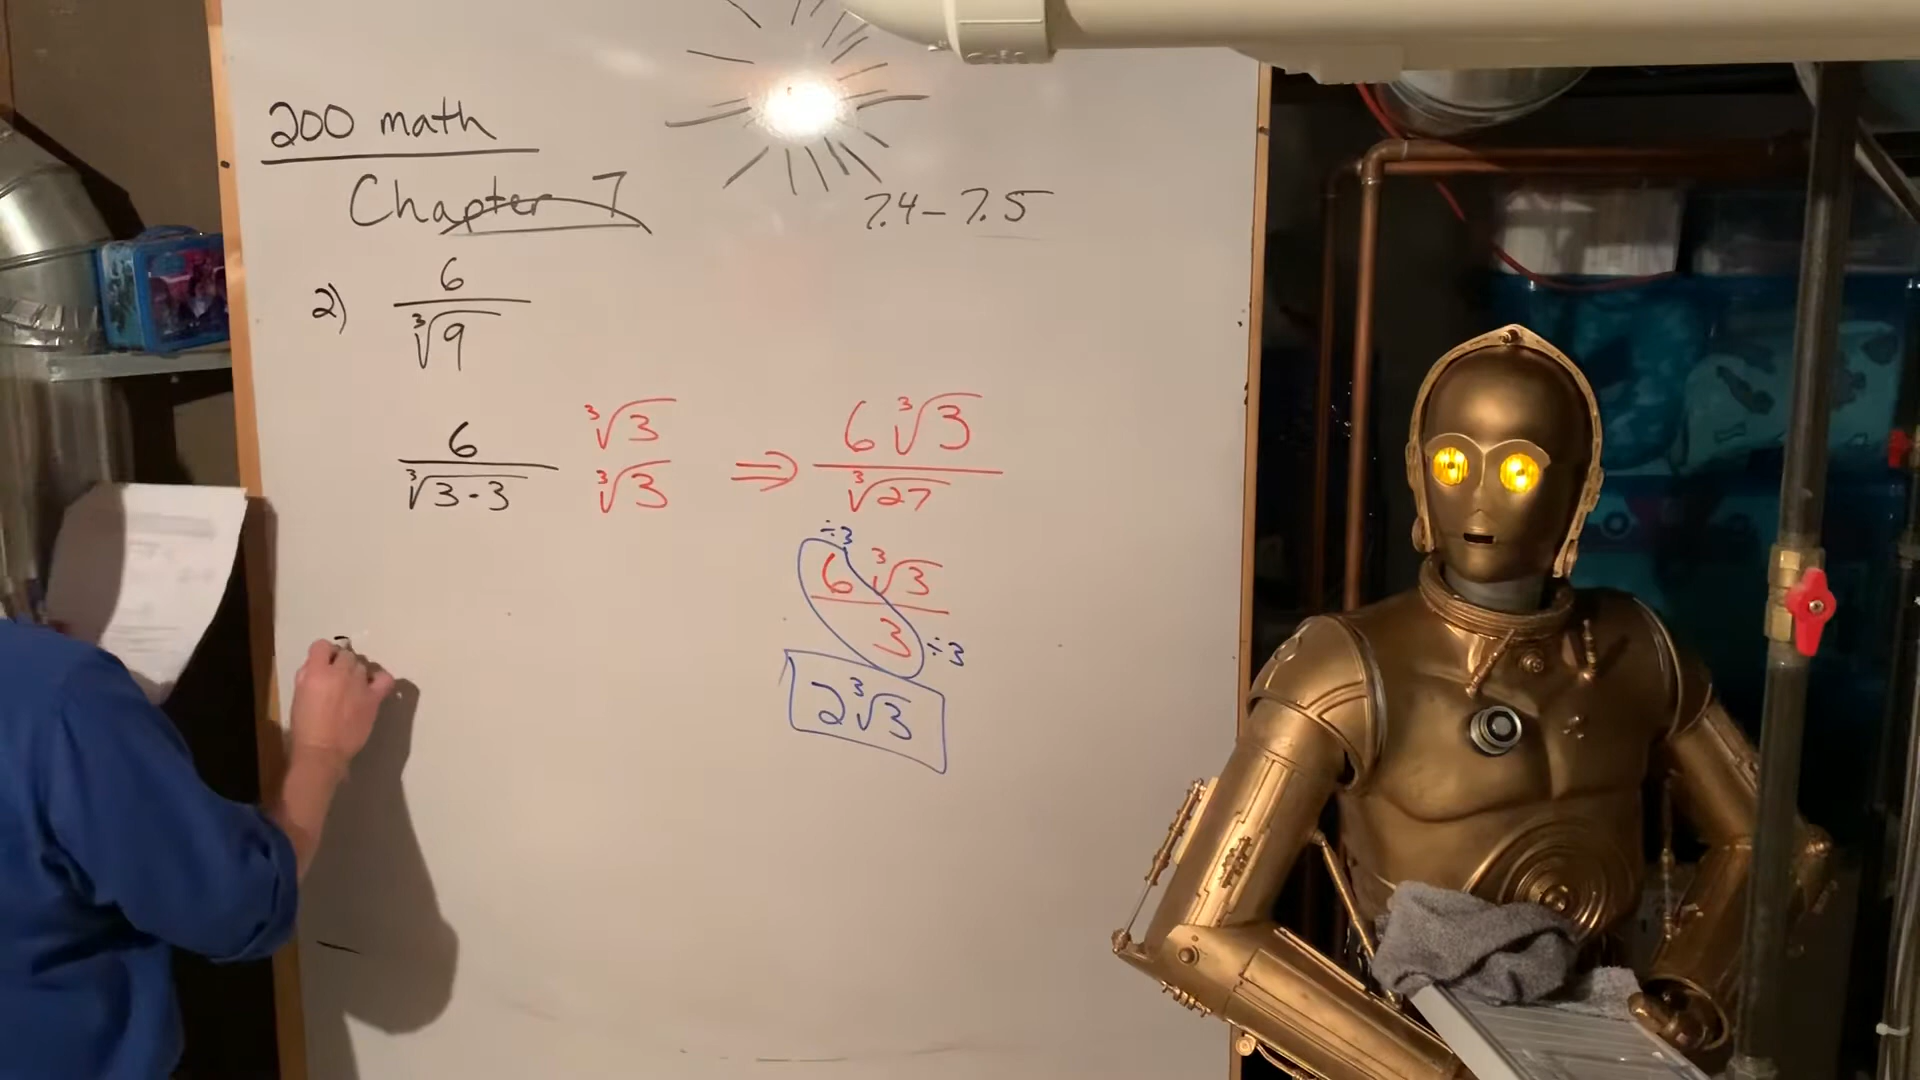 200 math
Chapter 7
7.4 – 7.5
2) 6 / ∛9
6 / ∛(3·3) ∛3 / ∛3 ⇒ 6∛3 / ∛27
÷3
6∛3 / 3
÷3
2∛3